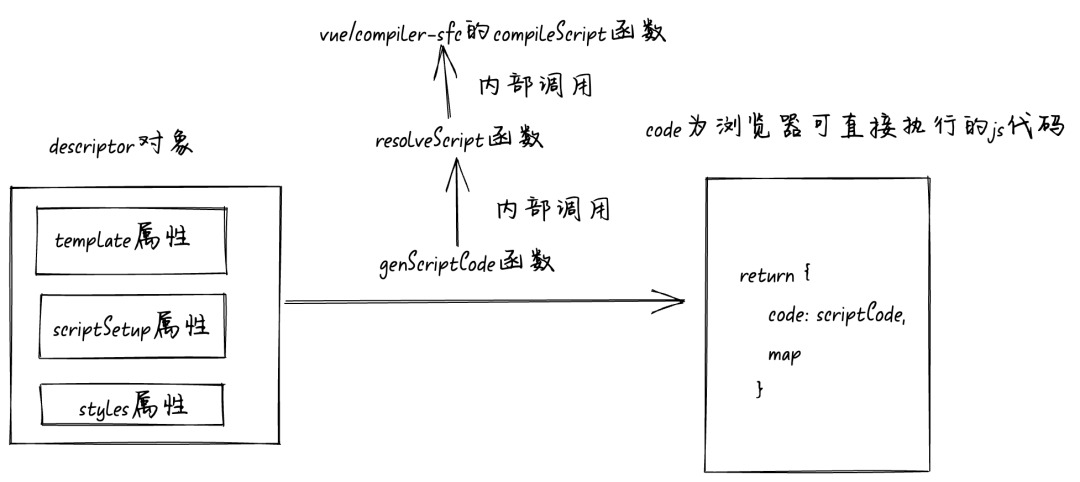 vue/compiler-sfc的compileScript函数
内部调用
resolveScript函数
内部调用
genScriptCode函数
descriptor对象
template属性
scriptSetup属性
styles属性
code为浏览器可直接执行的js代码
return {
code: scriptCode,
map
}